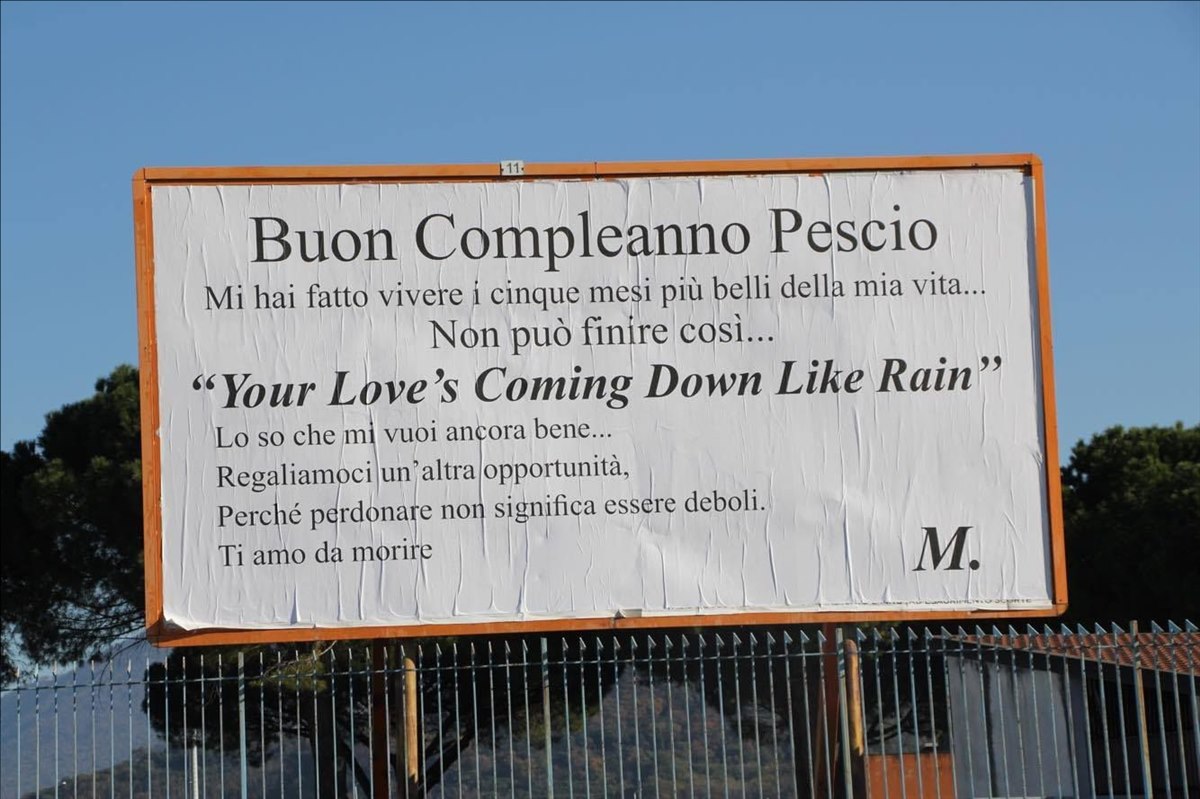 11
Buon Compleanno Pescio
Mi hai fatto vivere i cinque mesi più belli della mia vita...
Non può finire così...
“Your Love’s Coming Down Like Rain”
Lo so che mi vuoi ancora bene...
Regaliamoci un’altra opportunità,
Perché perdonare non significa essere deboli.
Ti amo da morire
M.